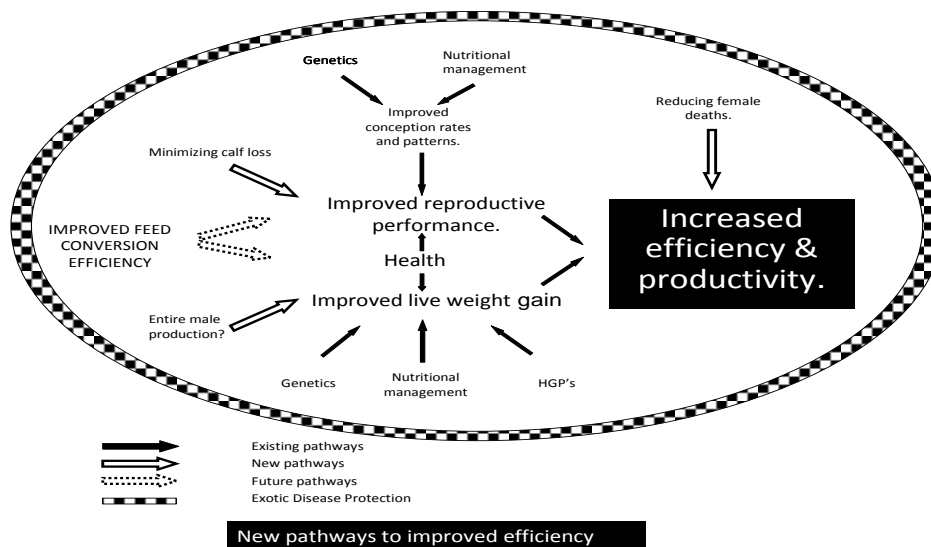 Genetics
Nutritional
management
Reducing female
deaths.
Improved
conception rates
and patterns.
Minimizing calf loss
Improved reproductive
performance.
Increased
efficiency &
productivity.
IMPROVED FEED
CONVERSION
EFFICIENCY
Health
Improved live weight gain
Entire male
production?
Genetics
Nutritional
management
HGP's
Existing pathways
New pathways
Future pathways
Exotic Disease Protection
New pathways to improved efficiency